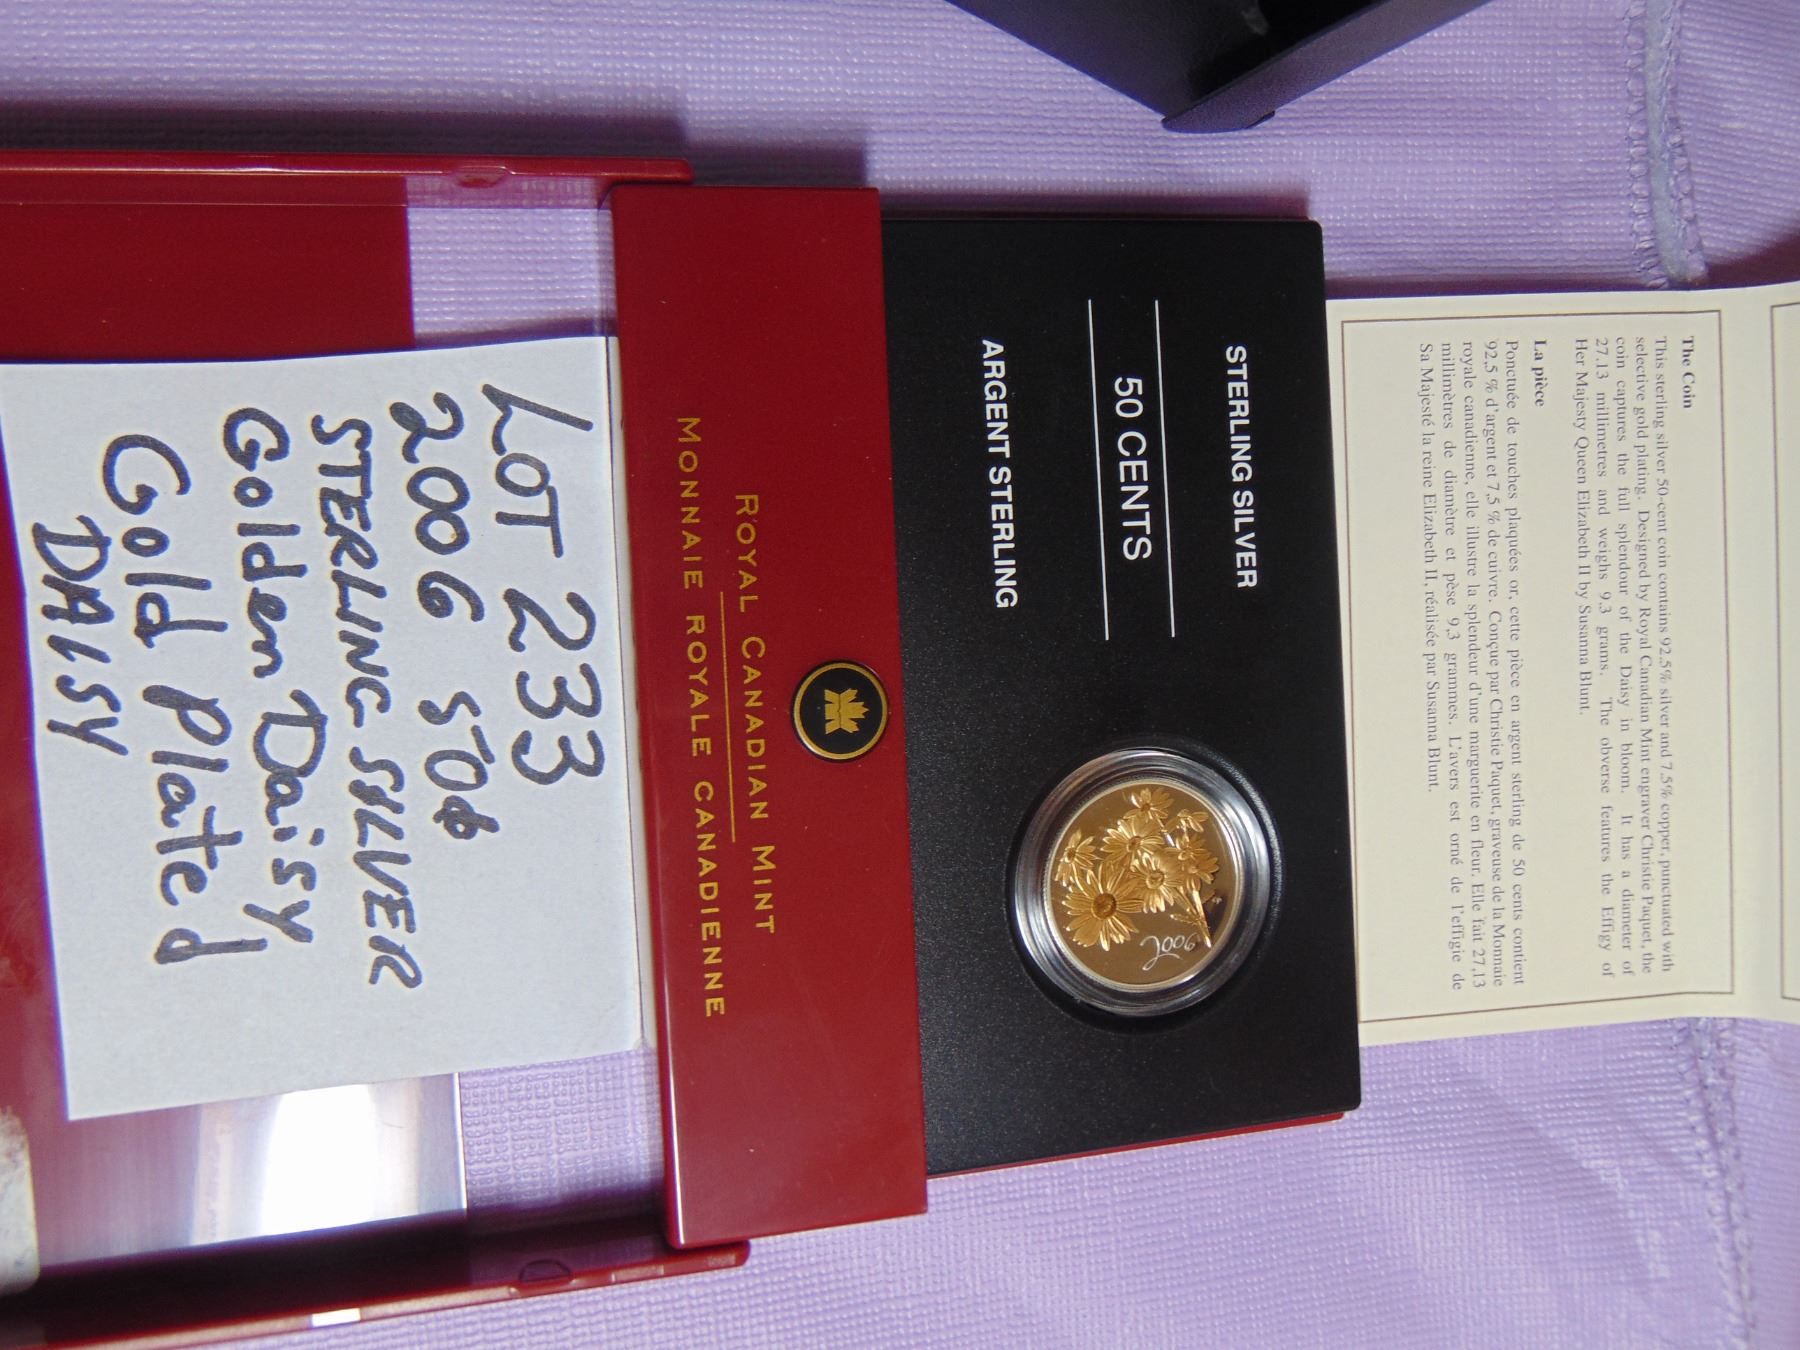 The Coin
This sterling silver 50-cent coin contains 92.5% silver and 7.5% copper, punctuated with
selective gold plating. Designed by Royal Canadian Mint engraver Christie Paquet, the
coin captures the full splendour of the Daisy in bloom. It has a diameter of
27.13 millimetres and weighs 9.3 grams. The obverse features the Effigy of
Her Majesty Queen Elizabeth II by Susanna Blunt.
La pièce
Ponctuée de touches plaquées or, cette pièce en argent sterling de 50 cents contient
92,5 % d'argent et 7,5 % de cuivre. Conçue par Christie Paquet, graveuse de la Monnaie
royale canadienne, elle illustre la splendeur d'une marguerite en fleur. Elle fait 27,13
millimètres de diamètre et pèse 9,3 grammes. L'avers est orné de l'effigie de
Sa Majesté la reine Elizabeth II, réalisée par Susanna Blunt.
STERLING SILVER
50 CENTS
ARGENT STERLING
2006
ROYAL CANADIAN MINT
MONNAIE ROYALE CANADIENNE
LOT 233
2006 50¢
STERLING SILVER
Golden Daisy
Gold Plated
DAISY